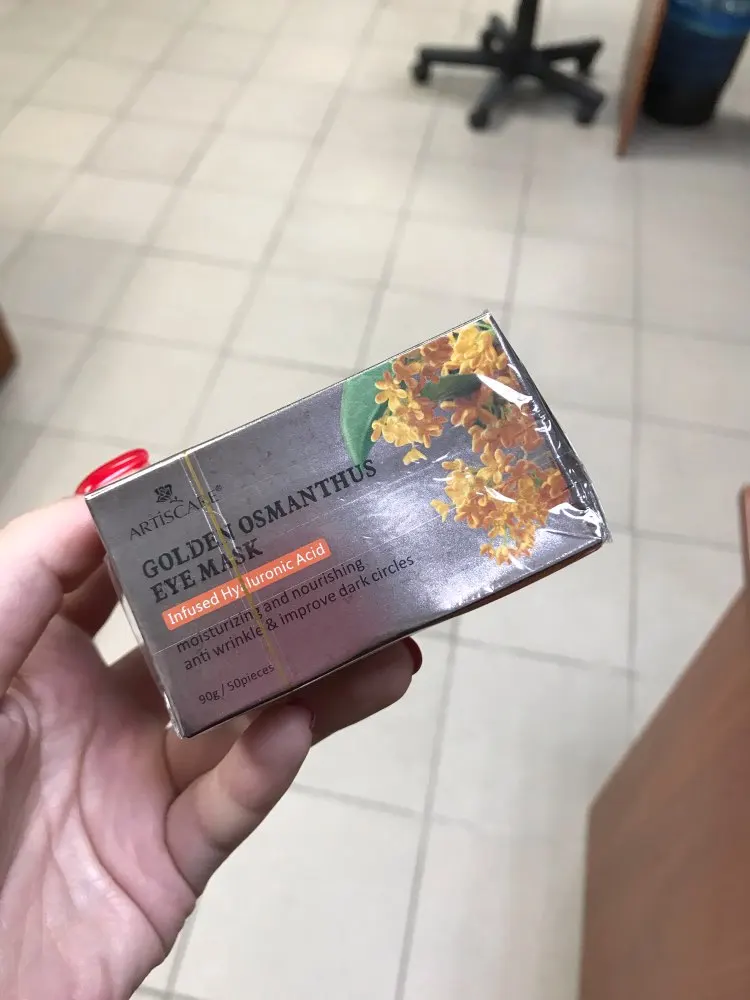 ARTISCARE®
GOLDEN OSMANTHUS
EYE MASK
Infused Hyaluronic Acid
moisturizing and nourishing
anti wrinkle & improve dark circles
90g / 50pieces